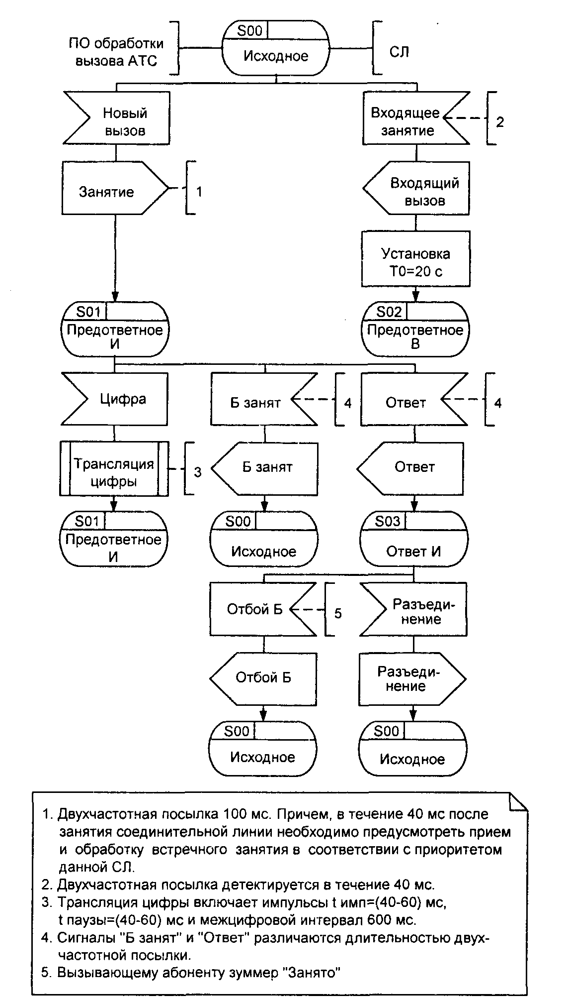 ПО обработки
вызова АТС
S00
Исходное
СЛ
Новый
вызов
Входящее
занятие
2
Занятие
1
Входящий
вызов
Установка
Т0=20 с
S01
Предответное
И
S02
Предответное
В
Цифра
Б занят
4
Ответ
4
Трансляция
цифры
3
Б занят
Ответ
S01
Предответное
И
S00
Исходное
S03
Ответ И
Отбой Б
5
Разъеди-
нение
Отбой Б
Разъеди-
нение
S00
Исходное
S00
Исходное
1. Двухчастотная посылка 100 мс. Причем, в течение 40 мс после
занятия соединительной линии необходимо предусмотреть прием
и обработку встречного занятия в соответствии с приоритетом
данной СЛ.
2. Двухчастотная посылка детектируется в течение 40 мс.
3. Трансляция цифры включает импульсы t имп=(40-60) мс,
t паузы=(40-60) мс и межцифровой интервал 600 мс.
4. Сигналы "Б занят" и "Ответ" различаются длительностью двух-
частотной посылки.
5. Вызывающему абоненту зуммер "Занято"